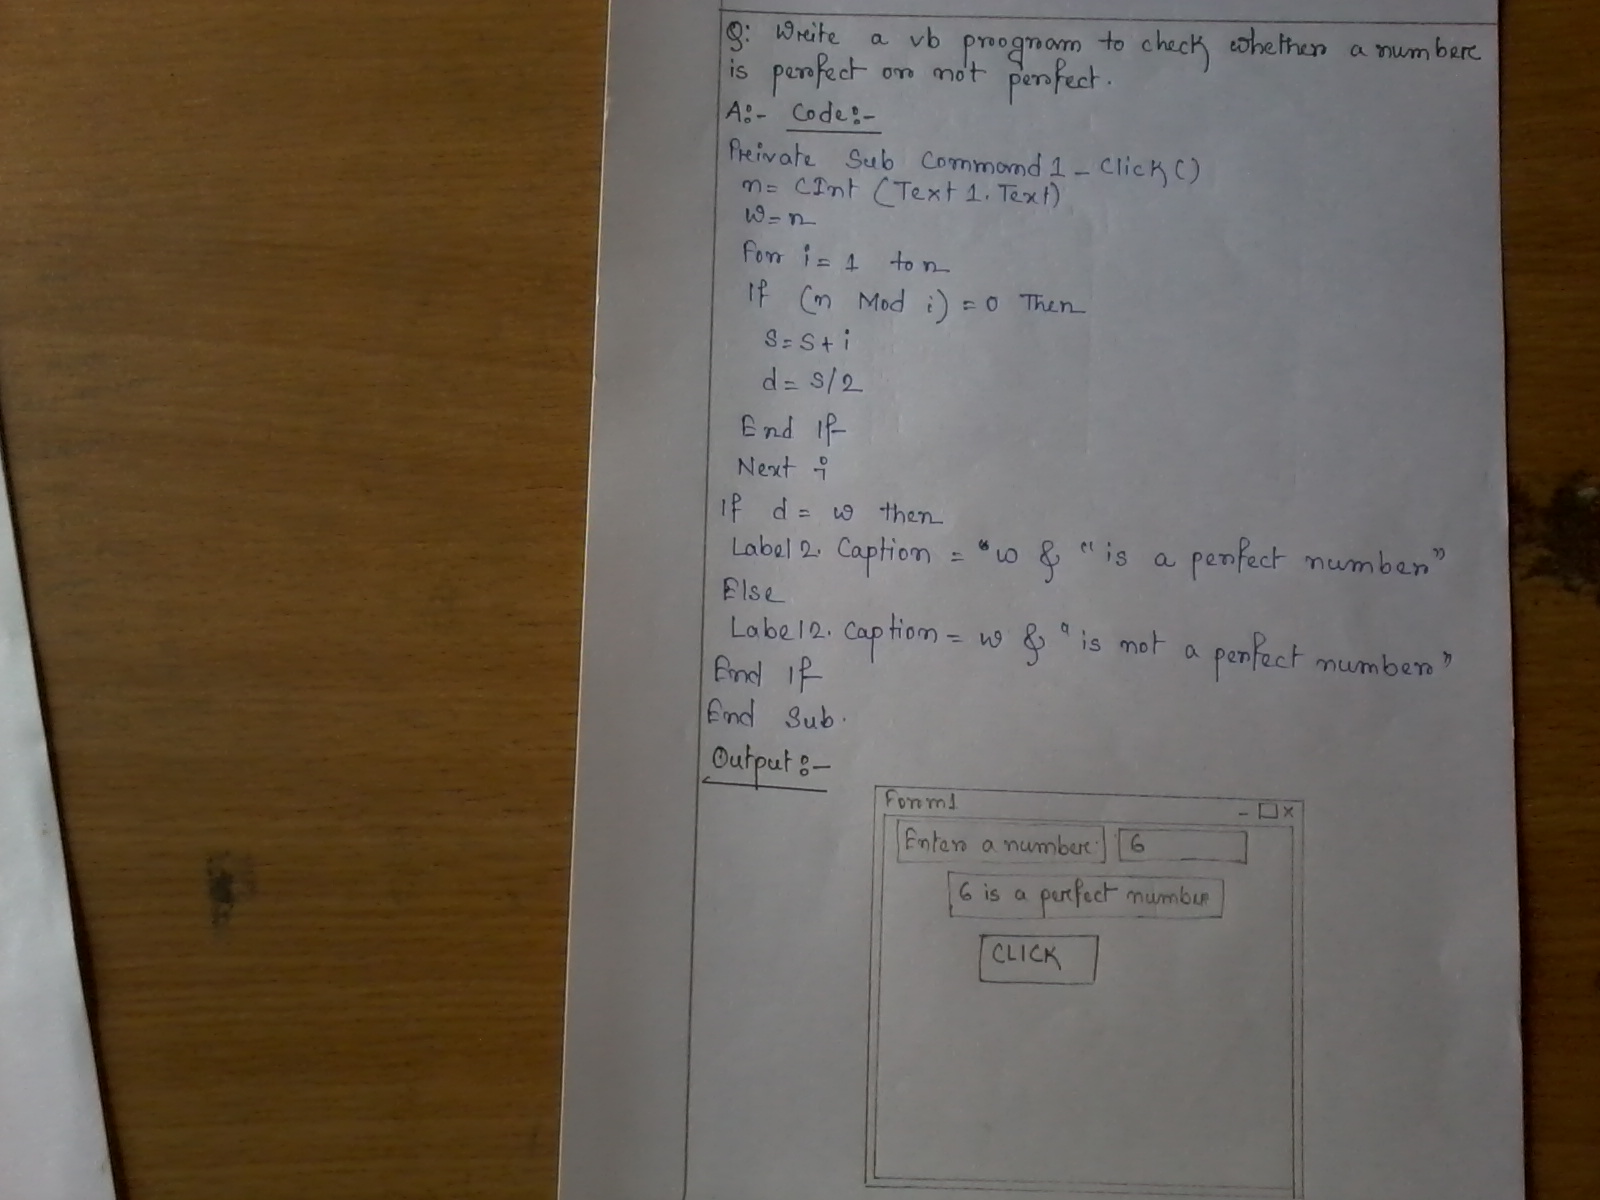 Q: Write a vb program to check whether a number
is perfect or not perfect.
A:- Code:-
Private Sub Command1_Click()
n= CInt (Text1.Text)
w=n
For i= 1 to n
If (n Mod i) = 0 Then
S=S+i
d= S/2
End If
Next i
If d= w then
Label2. Caption = "w & "is a perfect number"
Else
Label2. Caption = w & "is not a perfect number"
End If
End Sub.
Output:-
Form1 - □ ×
Enter a number: 6
6 is a perfect number
CLICK